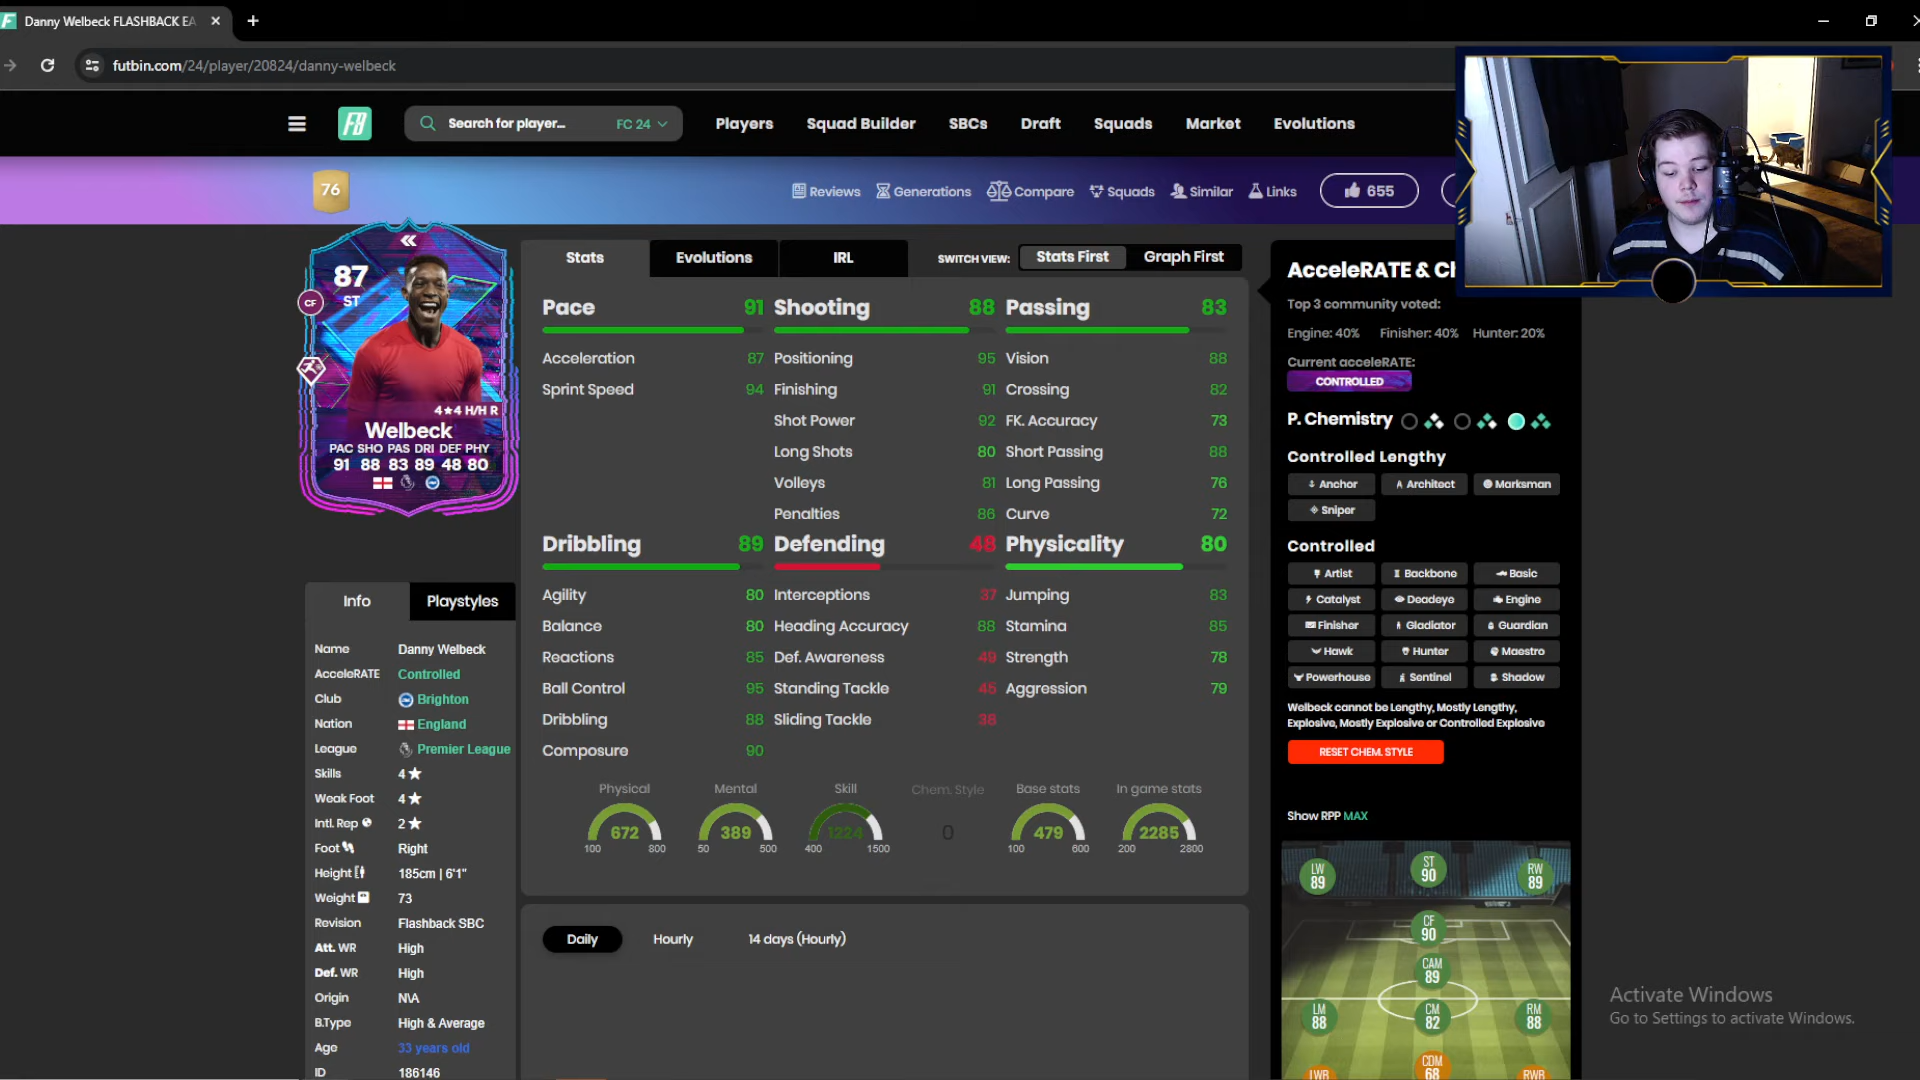 Danny Welbeck FLASHBACK EA
futbin.com/24/player/20824/danny-welbeck
FB
Search for player...
FC 24
Players
Squad Builder
SBCs
Draft
Squads
Market
Evolutions
76
Reviews
Generations
Compare
Squads
Similar
Links
655
87
ST
CF
4★4 H/H R
Welbeck
PAC SHO PAS DRI DEF PHY
91 88 83 89 48 80
Stats
Evolutions
IRL
SWITCH VIEW:
Stats First
Graph First
Pace 91
Acceleration 87
Sprint Speed 94
Shooting 88
Positioning 95
Finishing 91
Shot Power 92
Long Shots 80
Volleys 81
Penalties 86
Passing 83
Vision 88
Crossing 82
FK. Accuracy 73
Short Passing 88
Long Passing 76
Curve 72
Dribbling 89
Agility 80
Balance 80
Reactions 85
Ball Control 95
Dribbling 88
Composure 90
Defending 48
Interceptions 37
Heading Accuracy 88
Def. Awareness 49
Standing Tackle 45
Sliding Tackle 38
Physicality 80
Jumping 83
Stamina 85
Strength 78
Aggression 79
Physical
672
100 800
Mental
389
50 500
Skill
1224
400 1500
Chem. Style
0
Base stats
479
100 600
In game stats
2285
200 2800
Daily
Hourly
14 days (Hourly)
Info
Playstyles
Name Danny Welbeck
AcceleRATE Controlled
Club Brighton
Nation England
League Premier League
Skills 4★
Weak Foot 4★
Intl. Rep 2★
Foot Right
Height 185cm | 6'1"
Weight 73
Revision Flashback SBC
Att. WR High
Def. WR High
Origin N\A
B.Type High & Average
Age 33 years old
ID 186146
AcceleRATE & Ch
Top 3 community voted:
Engine: 40% Finisher: 40% Hunter: 20%
Current acceleRATE:
CONTROLLED
P. Chemistry
Controlled Lengthy
Anchor
Architect
Marksman
Sniper
Controlled
Artist
Backbone
Basic
Catalyst
Deadeye
Engine
Finisher
Gladiator
Guardian
Hawk
Hunter
Maestro
Powerhouse
Sentinel
Shadow
Welbeck cannot be Lengthy, Mostly Lengthy,
Explosive, Mostly Explosive or Controlled Explosive
RESET CHEM. STYLE
Show RPP MAX
LW
89
ST
90
RW
89
CF
90
CAM
89
LM
88
CM
82
RM
88
CDM
68
LWB
RWB
Activate Windows
Go to Settings to activate Windows.